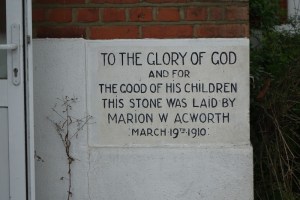 TO THE GLORY OF GOD
AND FOR
THE GOOD OF HIS CHILDREN
THIS STONE WAS LAID BY
MARION W ACWORTH
MARCH 19TH 1910